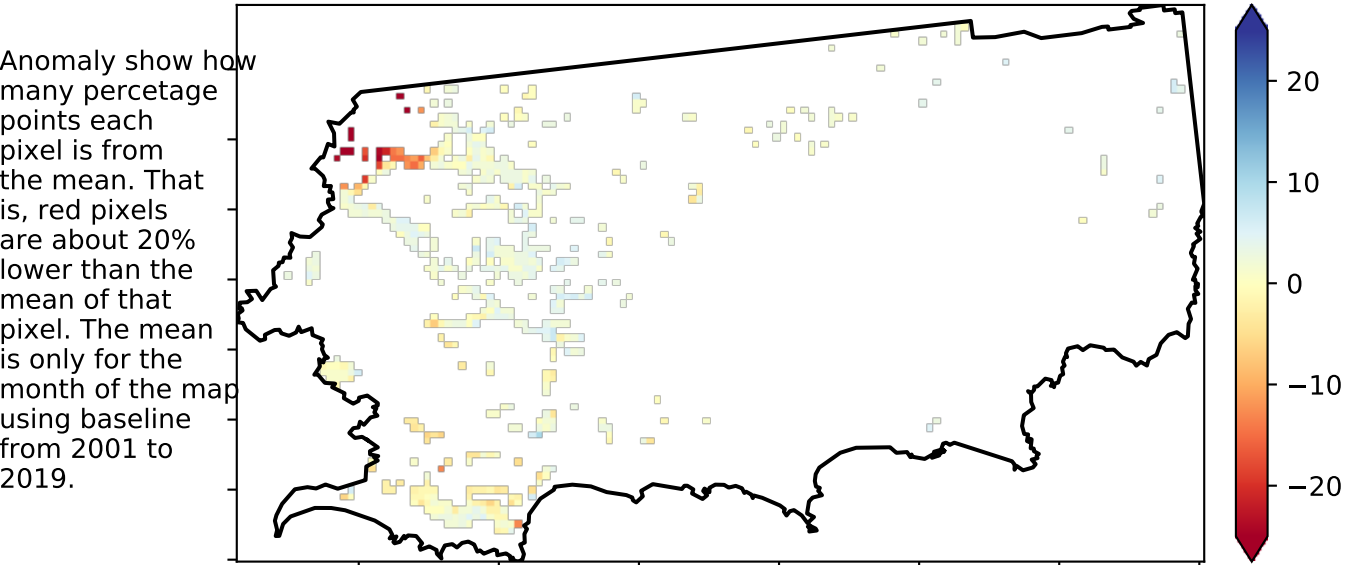 Anomaly show how
many percetage
points each
pixel is from
the mean. That
is, red pixels
are about 20%
lower than the
mean of that
pixel. The mean
is only for the
month of the map
using baseline
from 2001 to
2019.
20
10
0
−10
−20